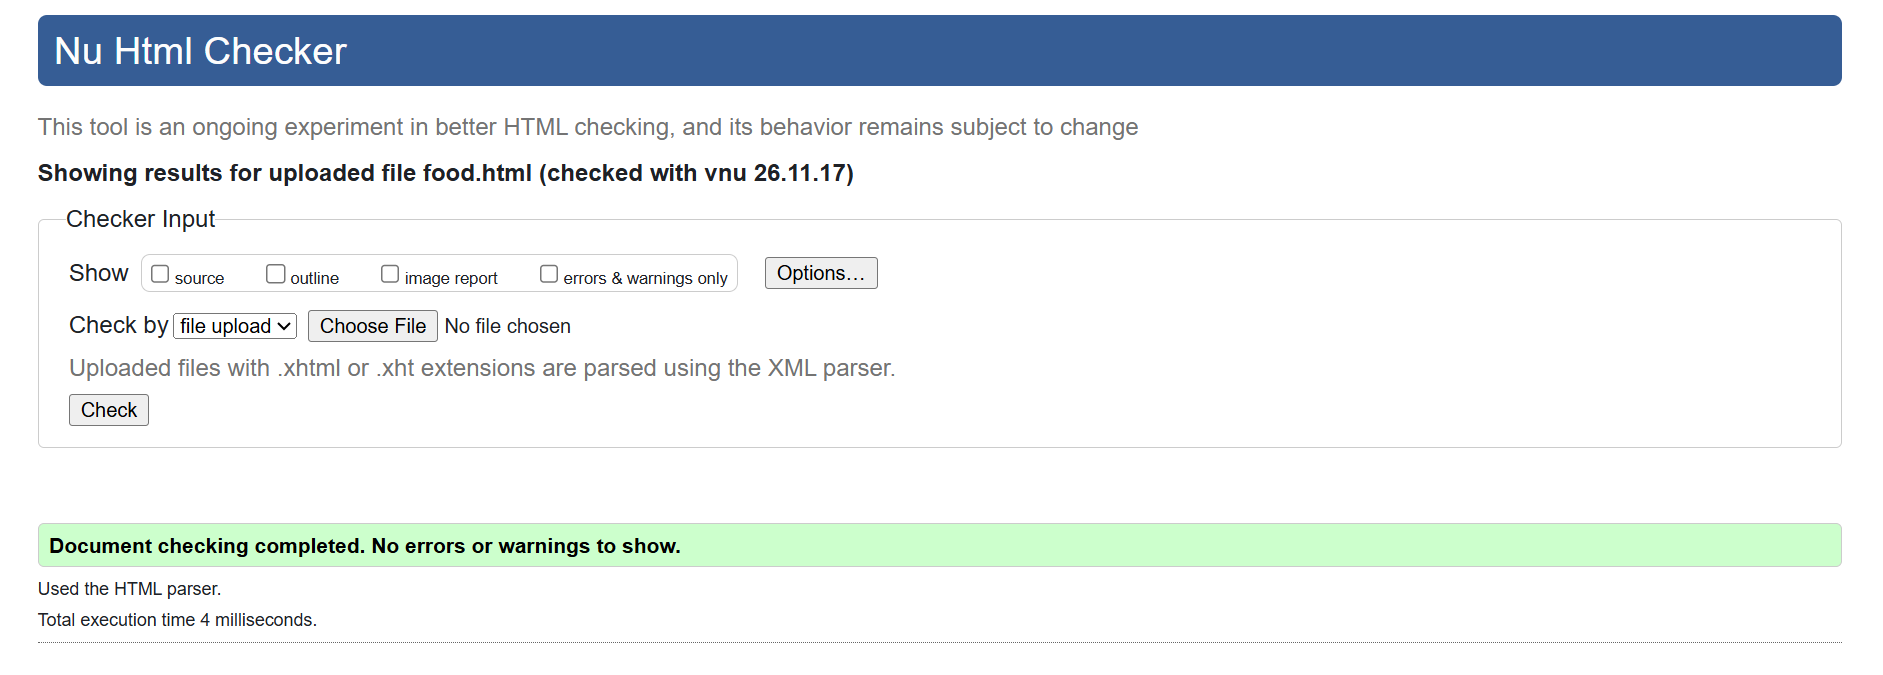 Nu Html Checker
This tool is an ongoing experiment in better HTML checking, and its behavior remains subject to change
Showing results for uploaded file food.html (checked with vnu 26.11.17)
Checker Input
Show source outline image report errors & warnings only Options...
Check by file upload Choose File No file chosen
Uploaded files with .xhtml or .xht extensions are parsed using the XML parser.
Check
Document checking completed. No errors or warnings to show.
Used the HTML parser.
Total execution time 4 milliseconds.